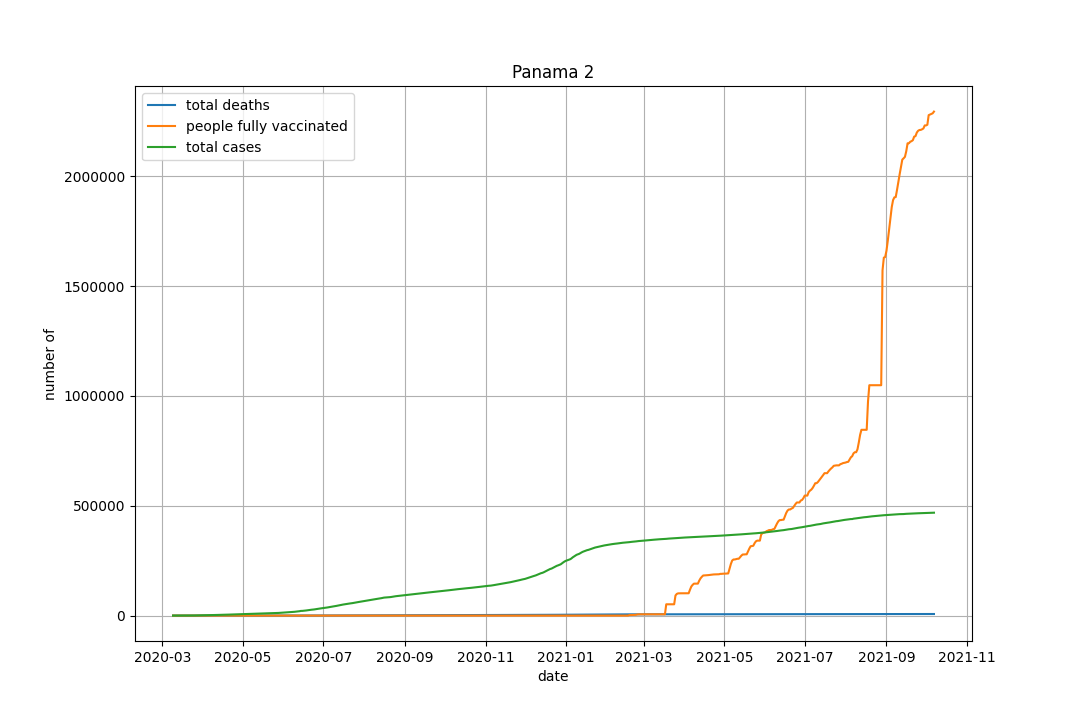 Panama 2
total deaths
people fully vaccinated
total cases
number of
2000000
1500000
1000000
500000
0
2020-03 2020-05 2020-07 2020-09 2020-11 2021-01 2021-03 2021-05 2021-07 2021-09 2021-11
date